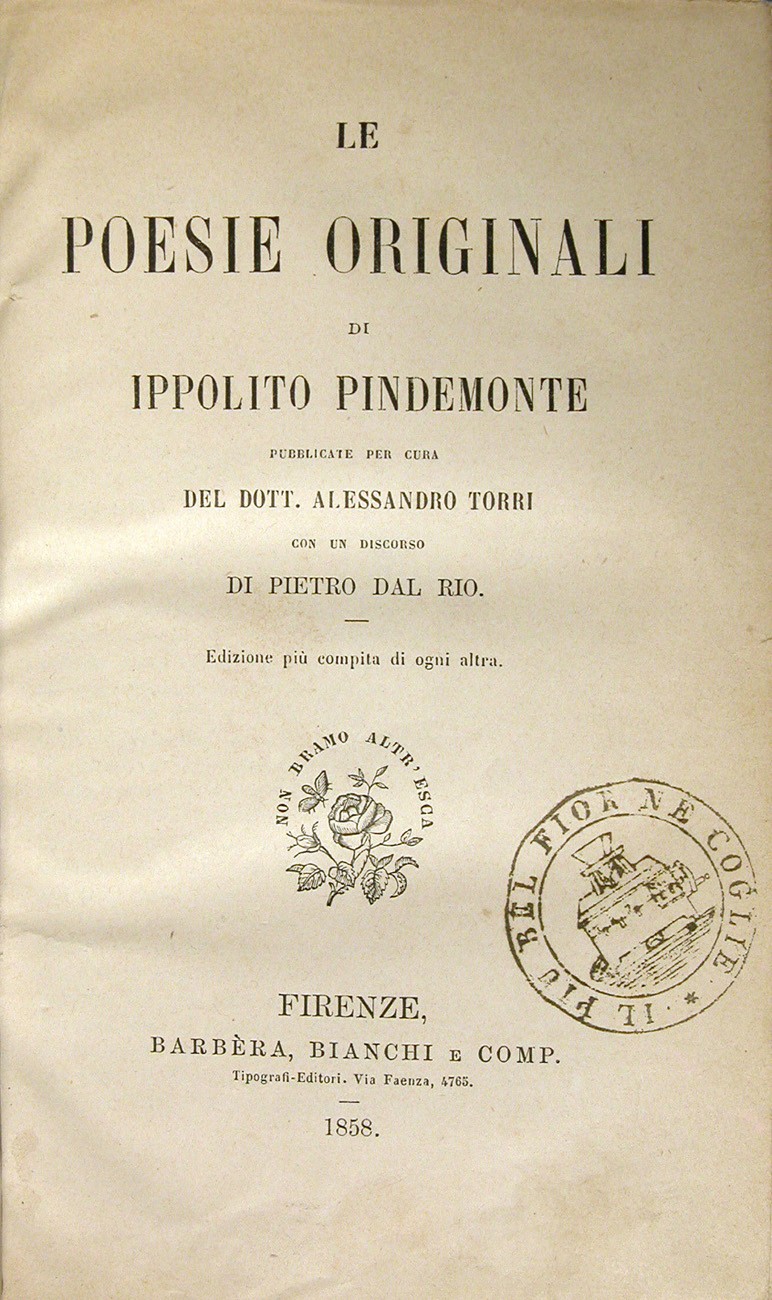 LE
POESIE ORIGINALI
DI
IPPOLITO PINDEMONTE
PUBBLICATE PER CURA
DEL DOTT. ALESSANDRO TORRI
CON UN DISCORSO
DI PIETRO DAL RIO.
Edizione più compita di ogni altra.
NON BRAMO ALTR' ESCA
IL PIÙ BEL FIOR NE COGLIE *
FIRENZE,
BARBÈRA, BIANCHI E COMP.
Tipografi-Editori. Via Faenza, 4765.
1858.